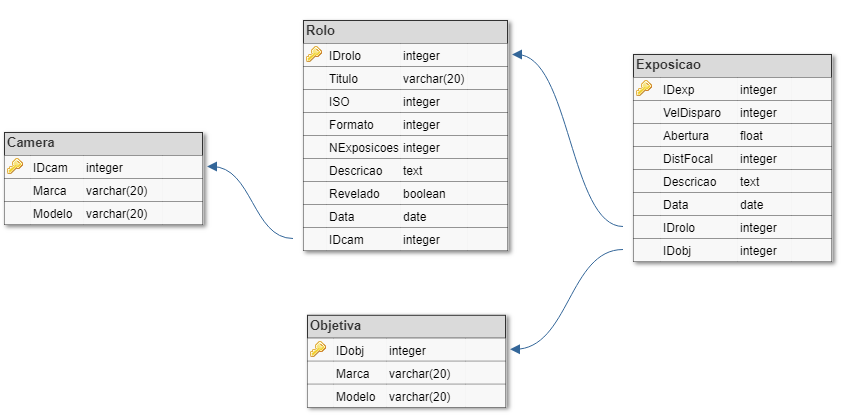 Camera
IDcam integer
Marca varchar(20)
Modelo varchar(20)
Rolo
IDrolo integer
Titulo varchar(20)
ISO integer
Formato integer
NExposicoes integer
Descricao text
Revelado boolean
Data date
IDcam integer
Objetiva
IDobj integer
Marca varchar(20)
Modelo varchar(20)
Exposicao
IDexp integer
VelDisparo integer
Abertura float
DistFocal integer
Descricao text
Data date
IDrolo integer
IDobj integer